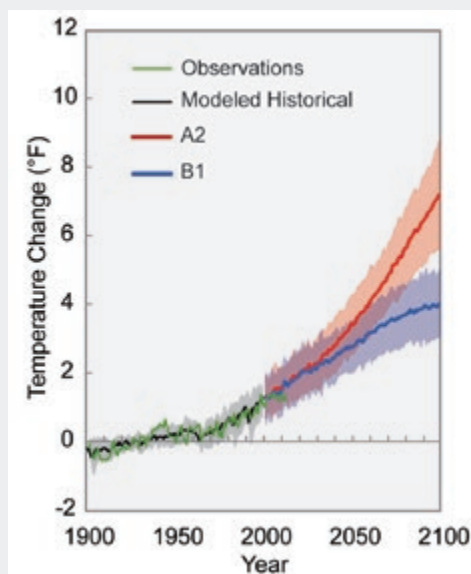 12
10
8
6
4
2
0
-2
Temperature Change (°F)
Observations
Modeled Historical
A2
B1
1900 1950 2000 2050 2100
Year